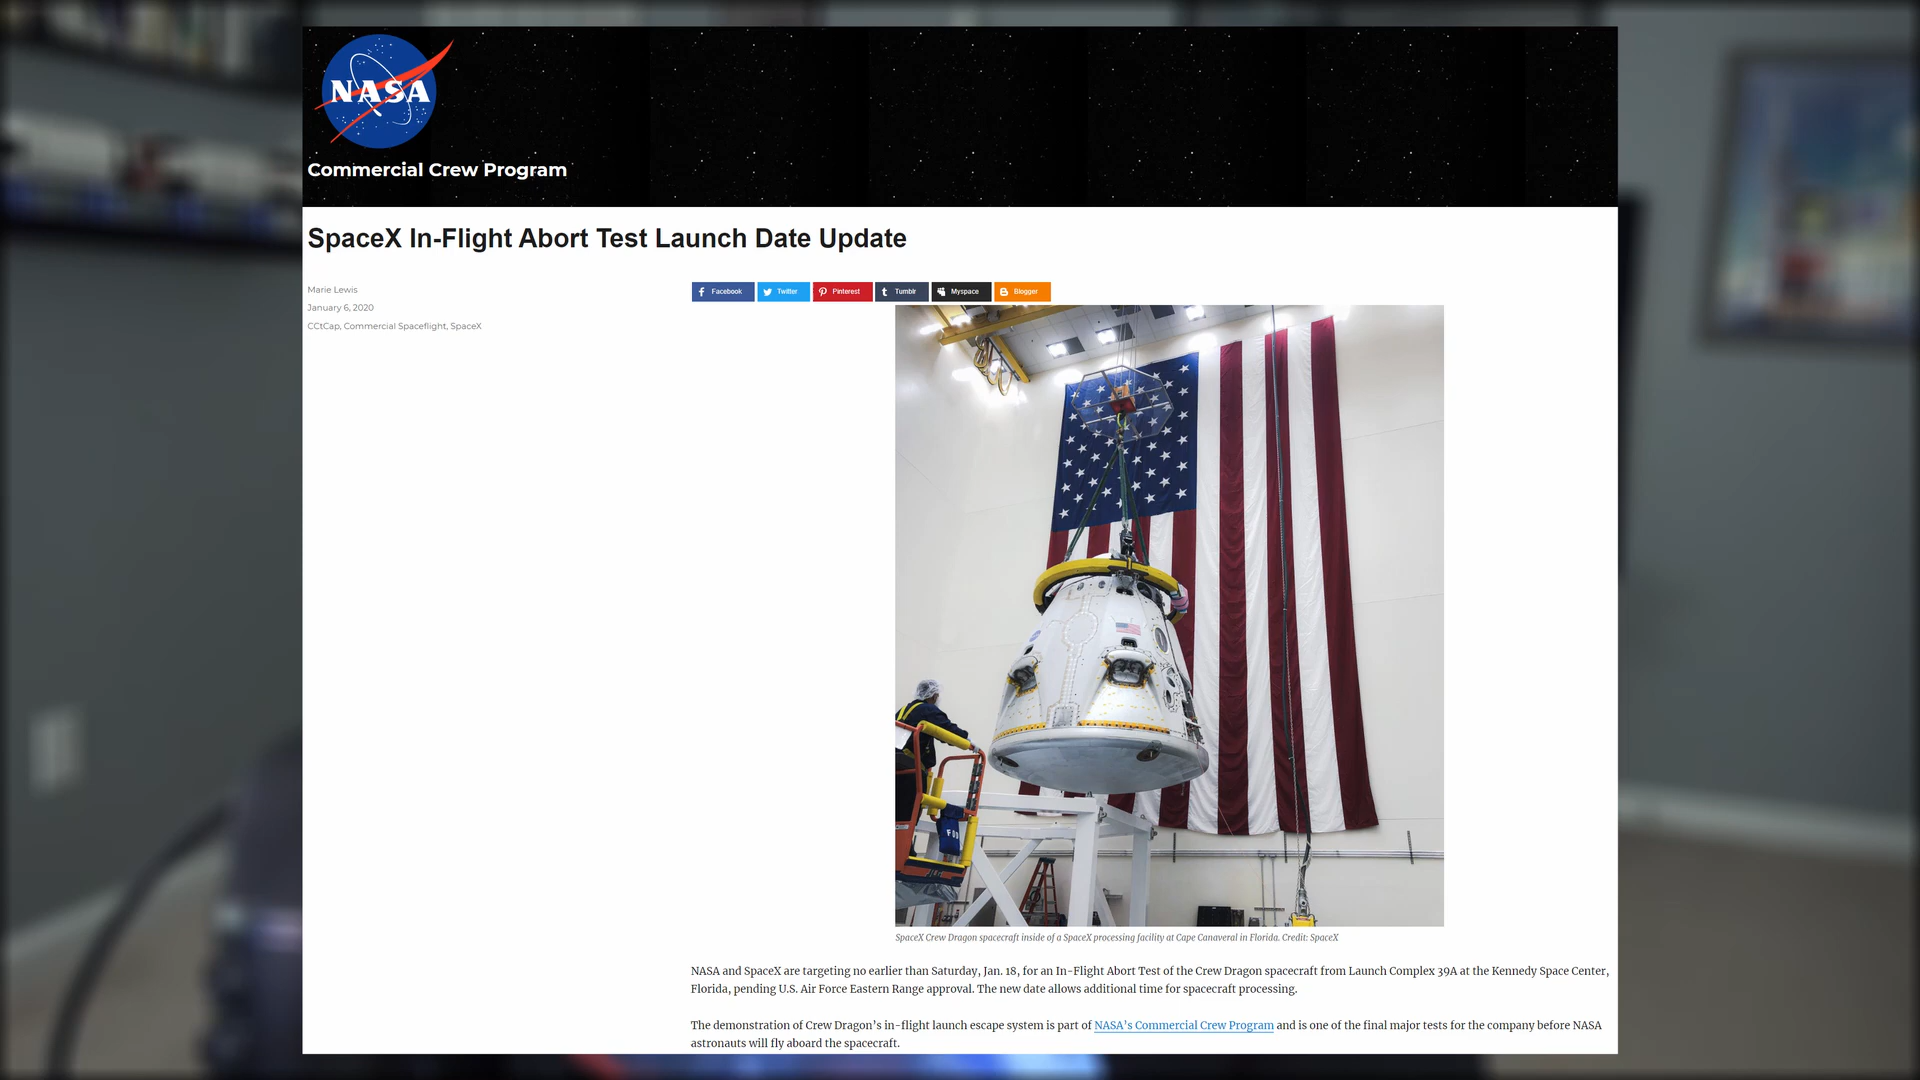 NASA
Commercial Crew Program
SpaceX In-Flight Abort Test Launch Date Update
Marie Lewis
January 6, 2020
CCtCap, Commercial Spaceflight, SpaceX
Facebook Twitter Pinterest Tumblr Myspace Blogger
FOD
SpaceX Crew Dragon spacecraft inside of a SpaceX processing facility at Cape Canaveral in Florida. Credit: SpaceX
NASA and SpaceX are targeting no earlier than Saturday, Jan. 18, for an In-Flight Abort Test of the Crew Dragon spacecraft from Launch Complex 39A at the Kennedy Space Center,
Florida, pending U.S. Air Force Eastern Range approval. The new date allows additional time for spacecraft processing.
The demonstration of Crew Dragon's in-flight launch escape system is part of NASA's Commercial Crew Program and is one of the final major tests for the company before NASA
astronauts will fly aboard the spacecraft.